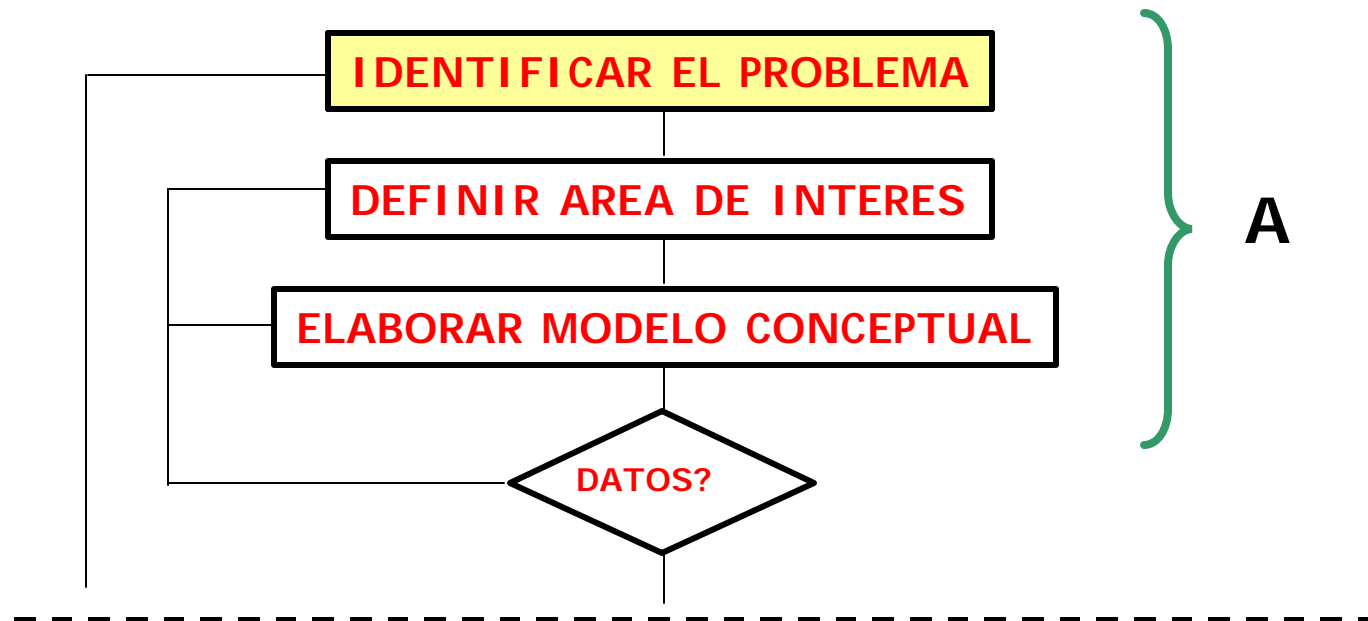 IDENTIFICAR EL PROBLEMA
DEFINIR AREA DE INTERES
A
ELABORAR MODELO CONCEPTUAL
DATOS?